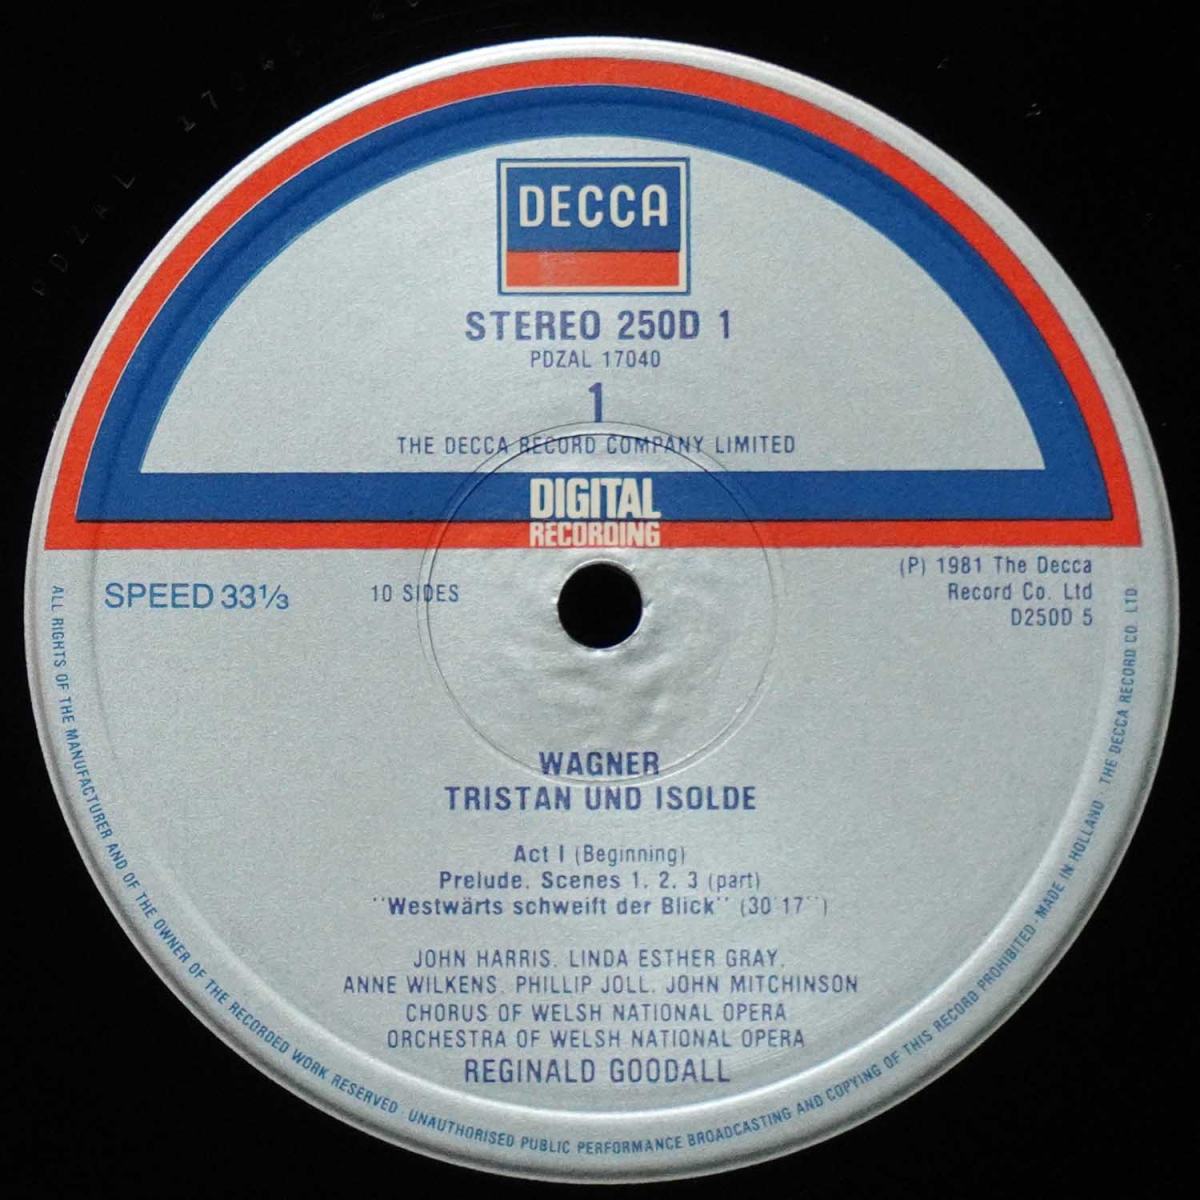 DECCA
STEREO 250D 1
PDZAL 17040
1
THE DECCA RECORD COMPANY LIMITED
DIGITAL
RECORDING
SPEED 33⅓
10 SIDES
(P) 1981 The Decca
Record Co. Ltd
D250D 5
WAGNER
TRISTAN UND ISOLDE
Act I (Beginning)
Prelude. Scenes 1. 2. 3 (part)
"Westwärts schweift der Blick" (30'17")
JOHN HARRIS. LINDA ESTHER GRAY.
ANNE WILKENS. PHILLIP JOLL. JOHN MITCHINSON
CHORUS OF WELSH NATIONAL OPERA
ORCHESTRA OF WELSH NATIONAL OPERA
REGINALD GOODALL
ALL RIGHTS OF THE MANUFACTURER AND OF THE OWNER OF THE RECORDED WORK RESERVED · UNAUTHORISED PUBLIC PERFORMANCE BROADCASTING AND COPYING OF THIS RECORD PROHIBITED · MADE IN HOLLAND · THE DECCA RECORD CO. LTD